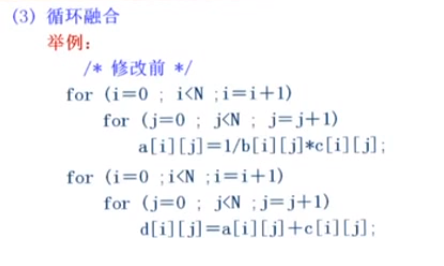 (3) 循环融合
举例:
/* 修改前 */
for (i=0 ; i<N ;i=i+1)
for (j=0 ; j<N ; j=j+1)
a[i][j]=1/b[i][j]*c[i][j];
for (i=0 ;i<N ;i=i+1)
for (j=0 ; j<N ;j=j+1)
d[i][j]=a[i][j]+c[i][j];